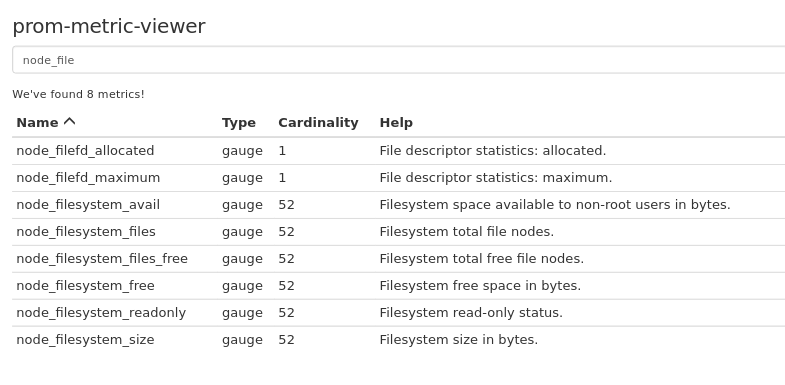 prom-metric-viewer
node_file
We've found 8 metrics!
Name Type Cardinality Help
node_filefd_allocated gauge 1 File descriptor statistics: allocated.
node_filefd_maximum gauge 1 File descriptor statistics: maximum.
node_filesystem_avail gauge 52 Filesystem space available to non-root users in bytes.
node_filesystem_files gauge 52 Filesystem total file nodes.
node_filesystem_files_free gauge 52 Filesystem total free file nodes.
node_filesystem_free gauge 52 Filesystem free space in bytes.
node_filesystem_readonly gauge 52 Filesystem read-only status.
node_filesystem_size gauge 52 Filesystem size in bytes.